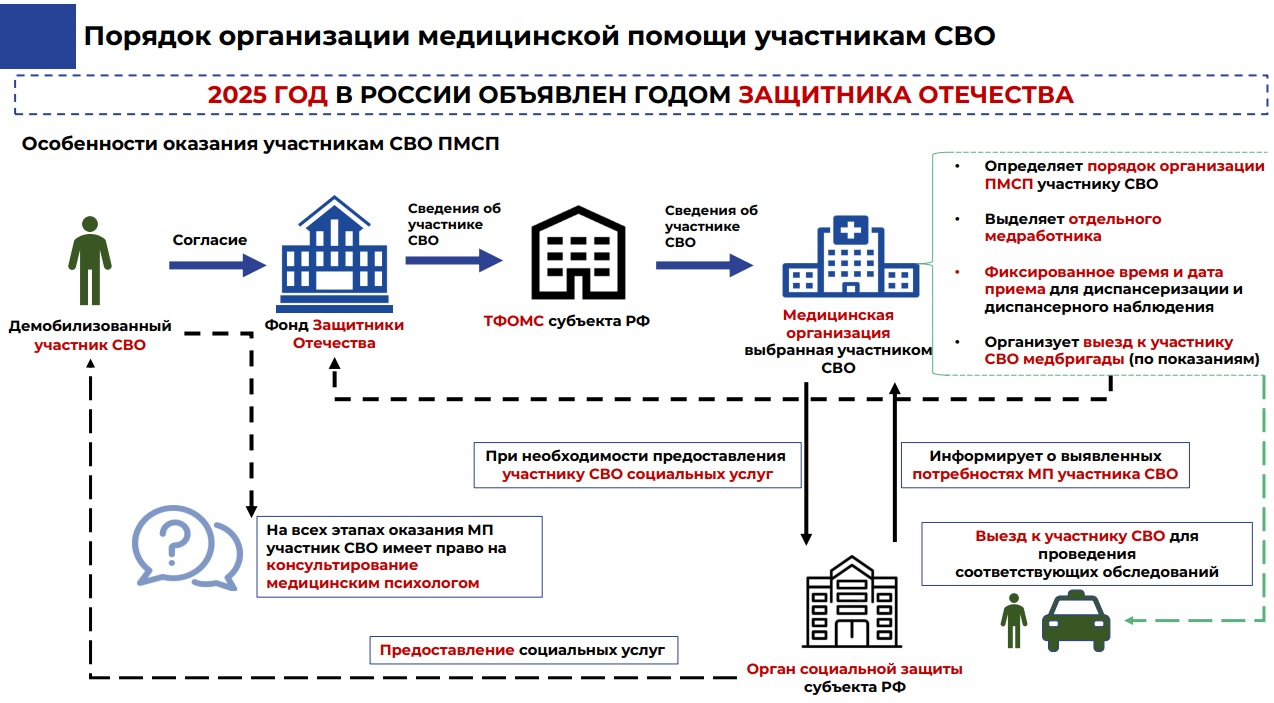 Порядок организации медицинской помощи участникам СВО
2025 ГОД В РОССИИ ОБЪЯВЛЕН ГОДОМ ЗАЩИТНИКА ОТЕЧЕСТВА
Особенности оказания участникам СВО ПМСП
Согласие
Сведения об
участнике
СВО
Сведения об
участнике
СВО
Демобилизованный
участник СВО
Фонд Защитники
Отечества
ТФОМС субъекта РФ
Медицинская
организация
выбранная участником
СВО
• Определяет порядок организации
ПМСП участнику СВО
• Выделяет отдельного
медработника
• Фиксированное время и дата
приема для диспансеризации и
диспансерного наблюдения
• Организует выезд к участнику
СВО медбригады (по показаниям)
При необходимости предоставления
участнику СВО социальных услуг
Информирует о выявленных
потребностях МП участника СВО
На всех этапах оказания МП
участник СВО имеет право на
консультирование
медицинским психологом
Выезд к участнику СВО для
проведения
соответствующих обследований
Предоставление социальных услуг
Орган социальной защиты
субъекта РФ